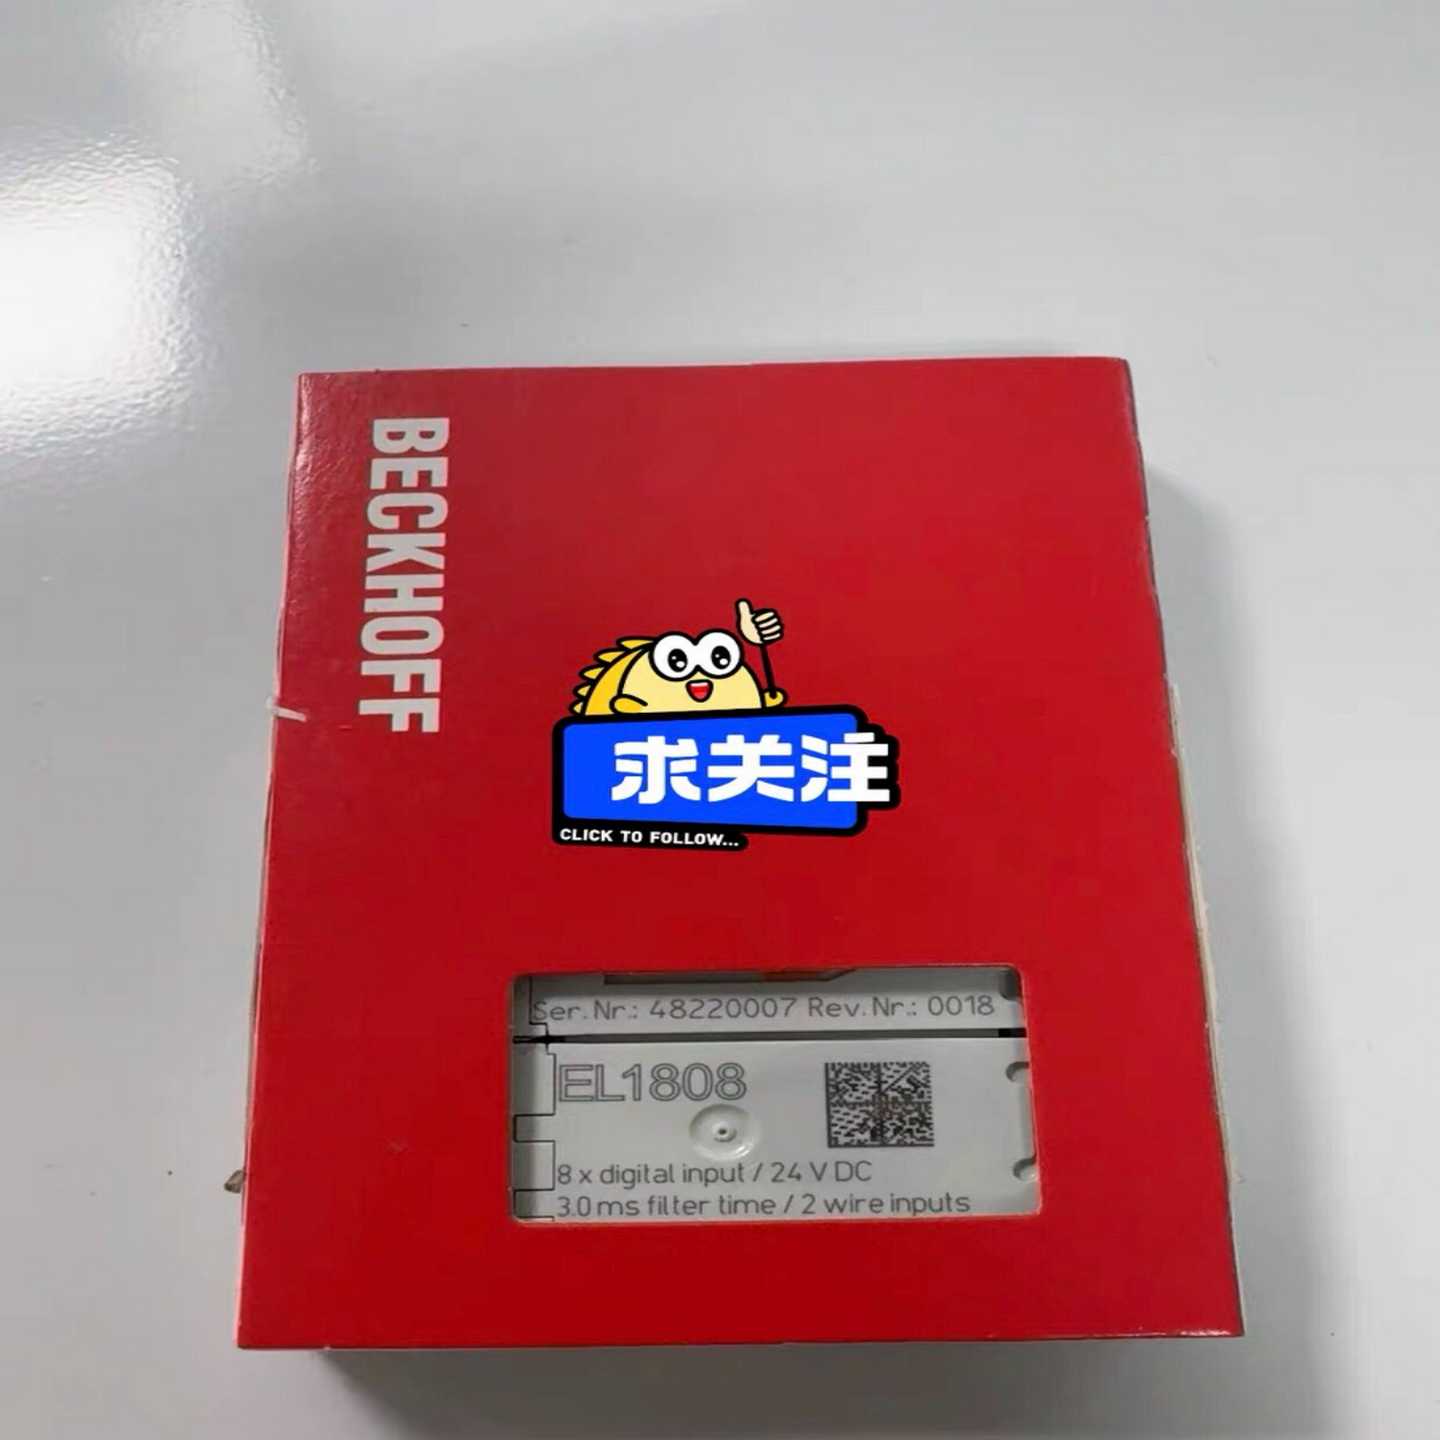 BECKHOFF
求关注
CLICK TO FOLLOW...
Ser.Nr.: 48220007 Rev.Nr.: 0018
EL1808
8 x digital input / 24 V DC
3.0 ms filter time / 2 wire inputs